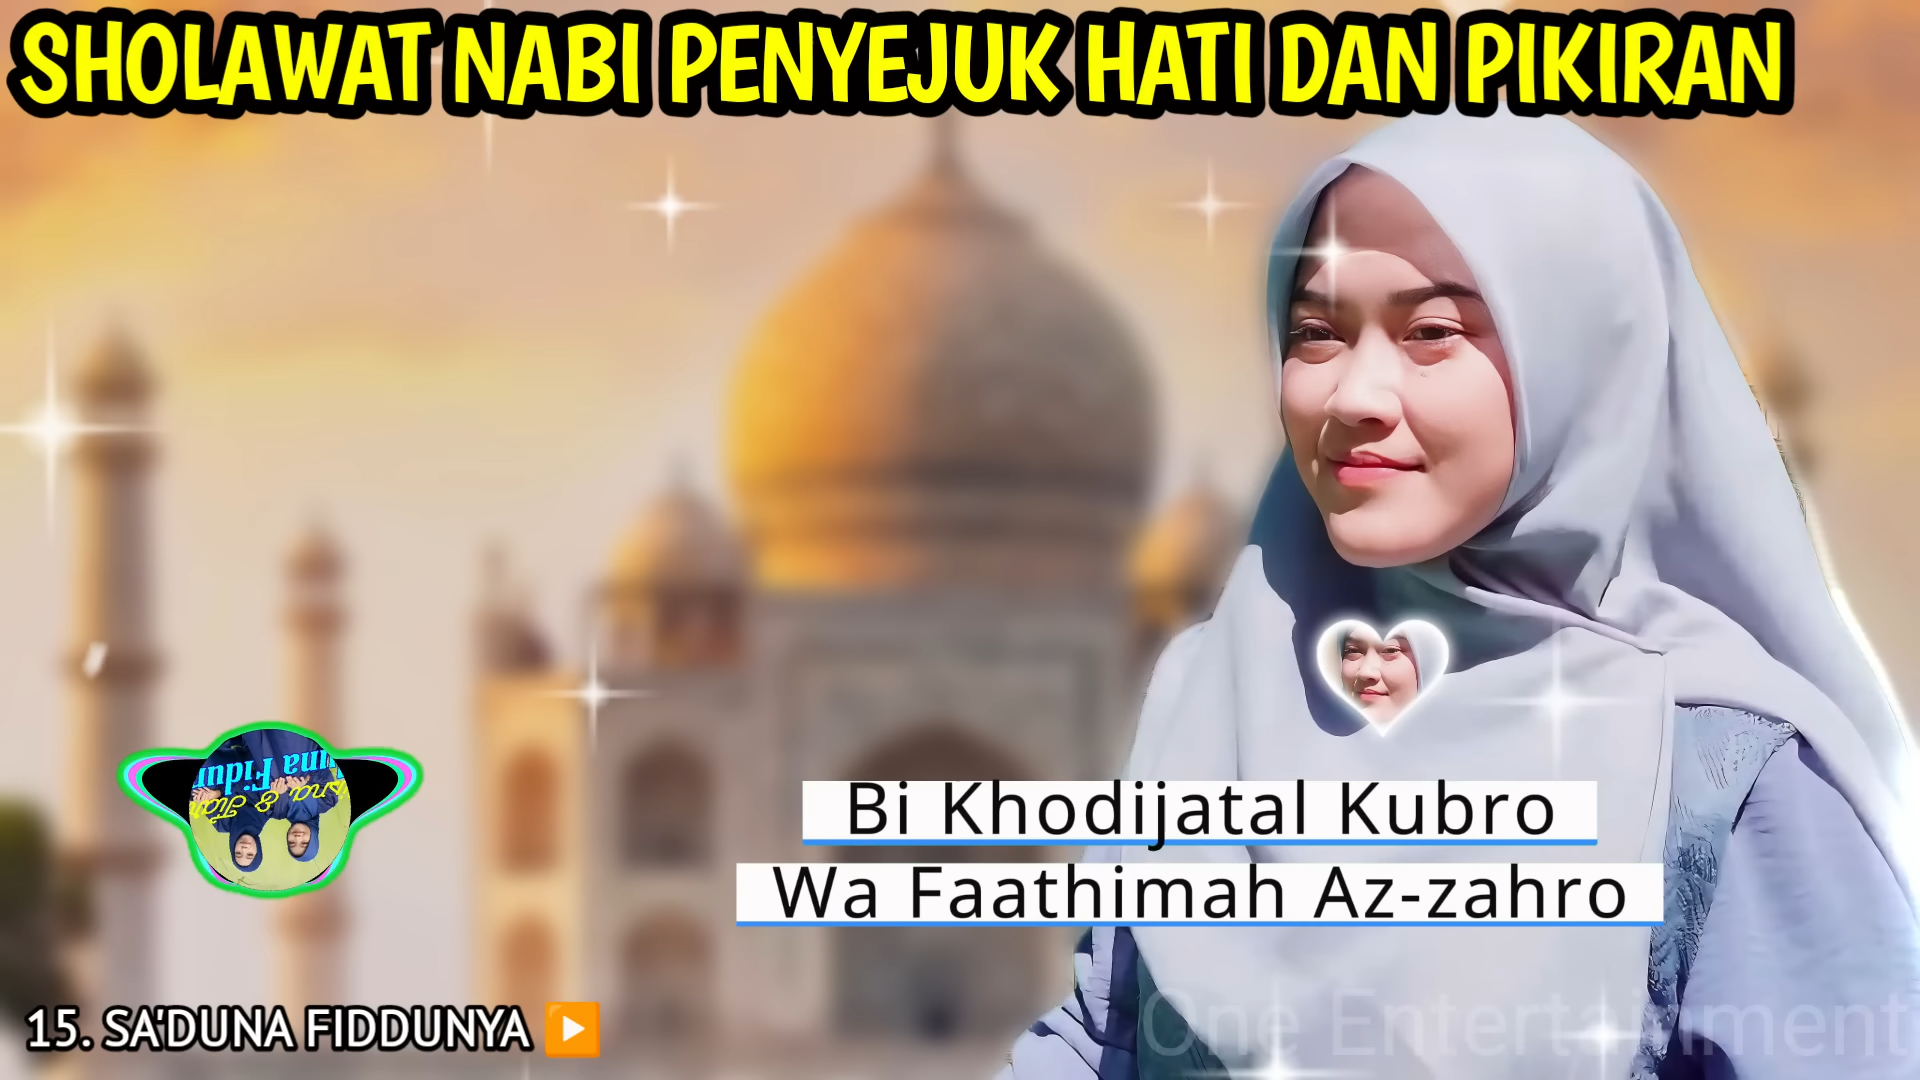 SHOLAWAT NABI PENYEJUK HATI DAN PIKIRAN
Bi Khodijatal Kubro
Wa Faathimah Az-zahro
15. SA'DUNA FIDDUNYA
One Entertainment